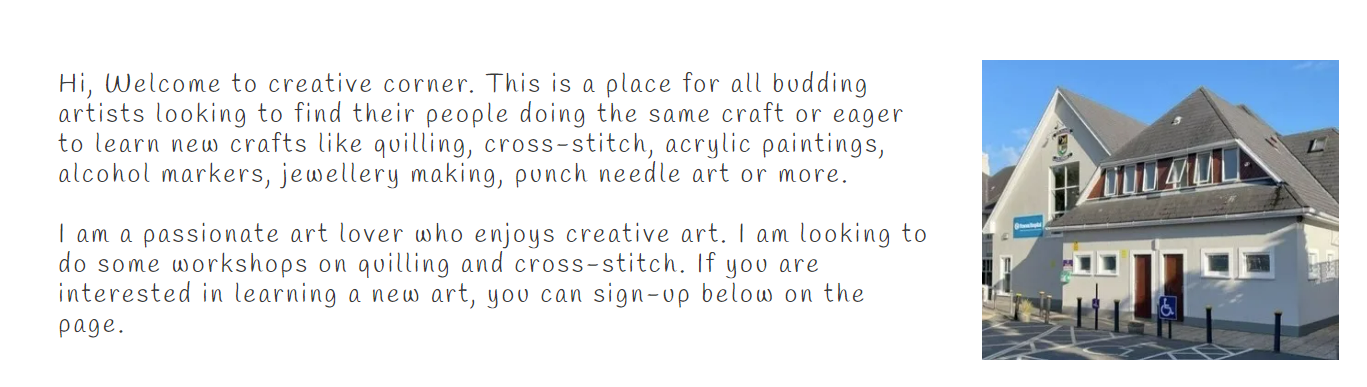 Hi, Welcome to creative corner. This is a place for all budding
artists looking to find their people doing the same craft or eager
to learn new crafts like quilling, cross-stitch, acrylic paintings,
alcohol markers, jewellery making, punch needle art or more.
I am a passionate art lover who enjoys creative art. I am looking to
do some workshops on quilling and cross-stitch. If you are
interested in learning a new art, you can sign-up below on the
page.